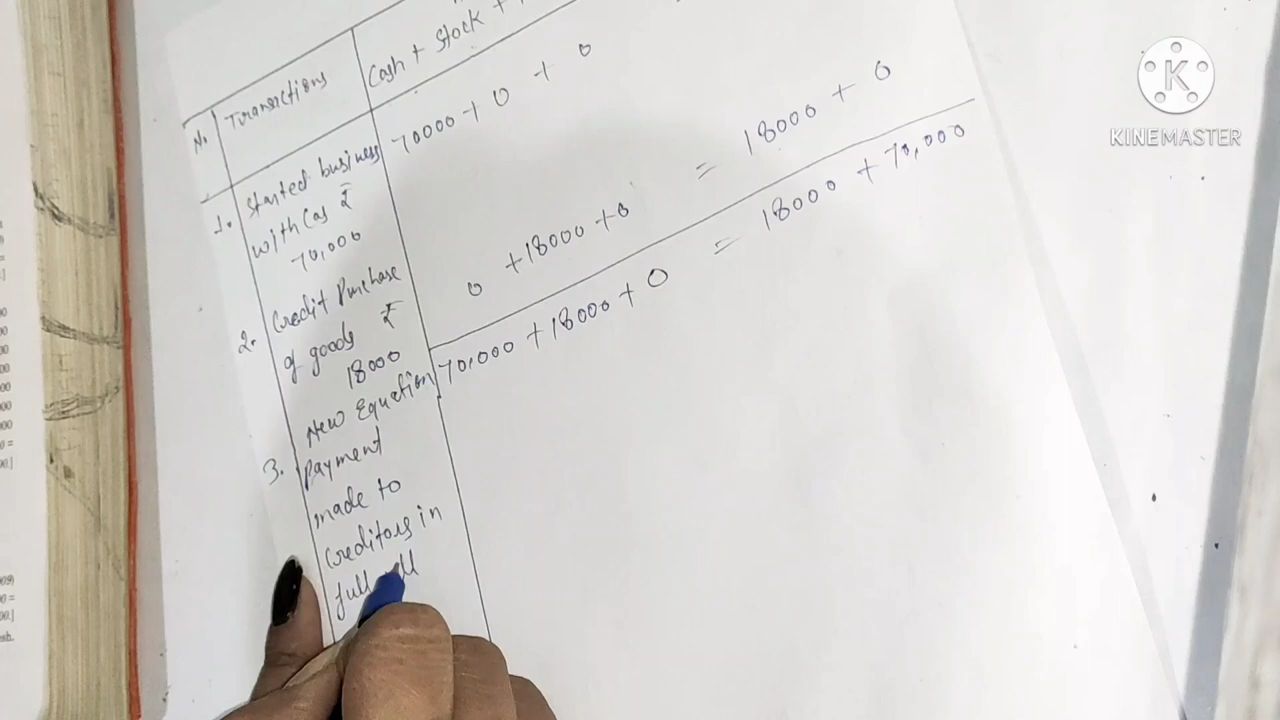 No. Transactions Cash + Stock +
1. Started business 70000 + 0 + 0
with Cas ₹
70,000
2. Credit Purchase 0 + 18000 + 0 = 18000 + 0
of goods ₹
18000
New Equation 70,000 + 18000 + 0 = 18000 + 70,000
3. Payment
made to
Creditors in
full
KINEMASTER